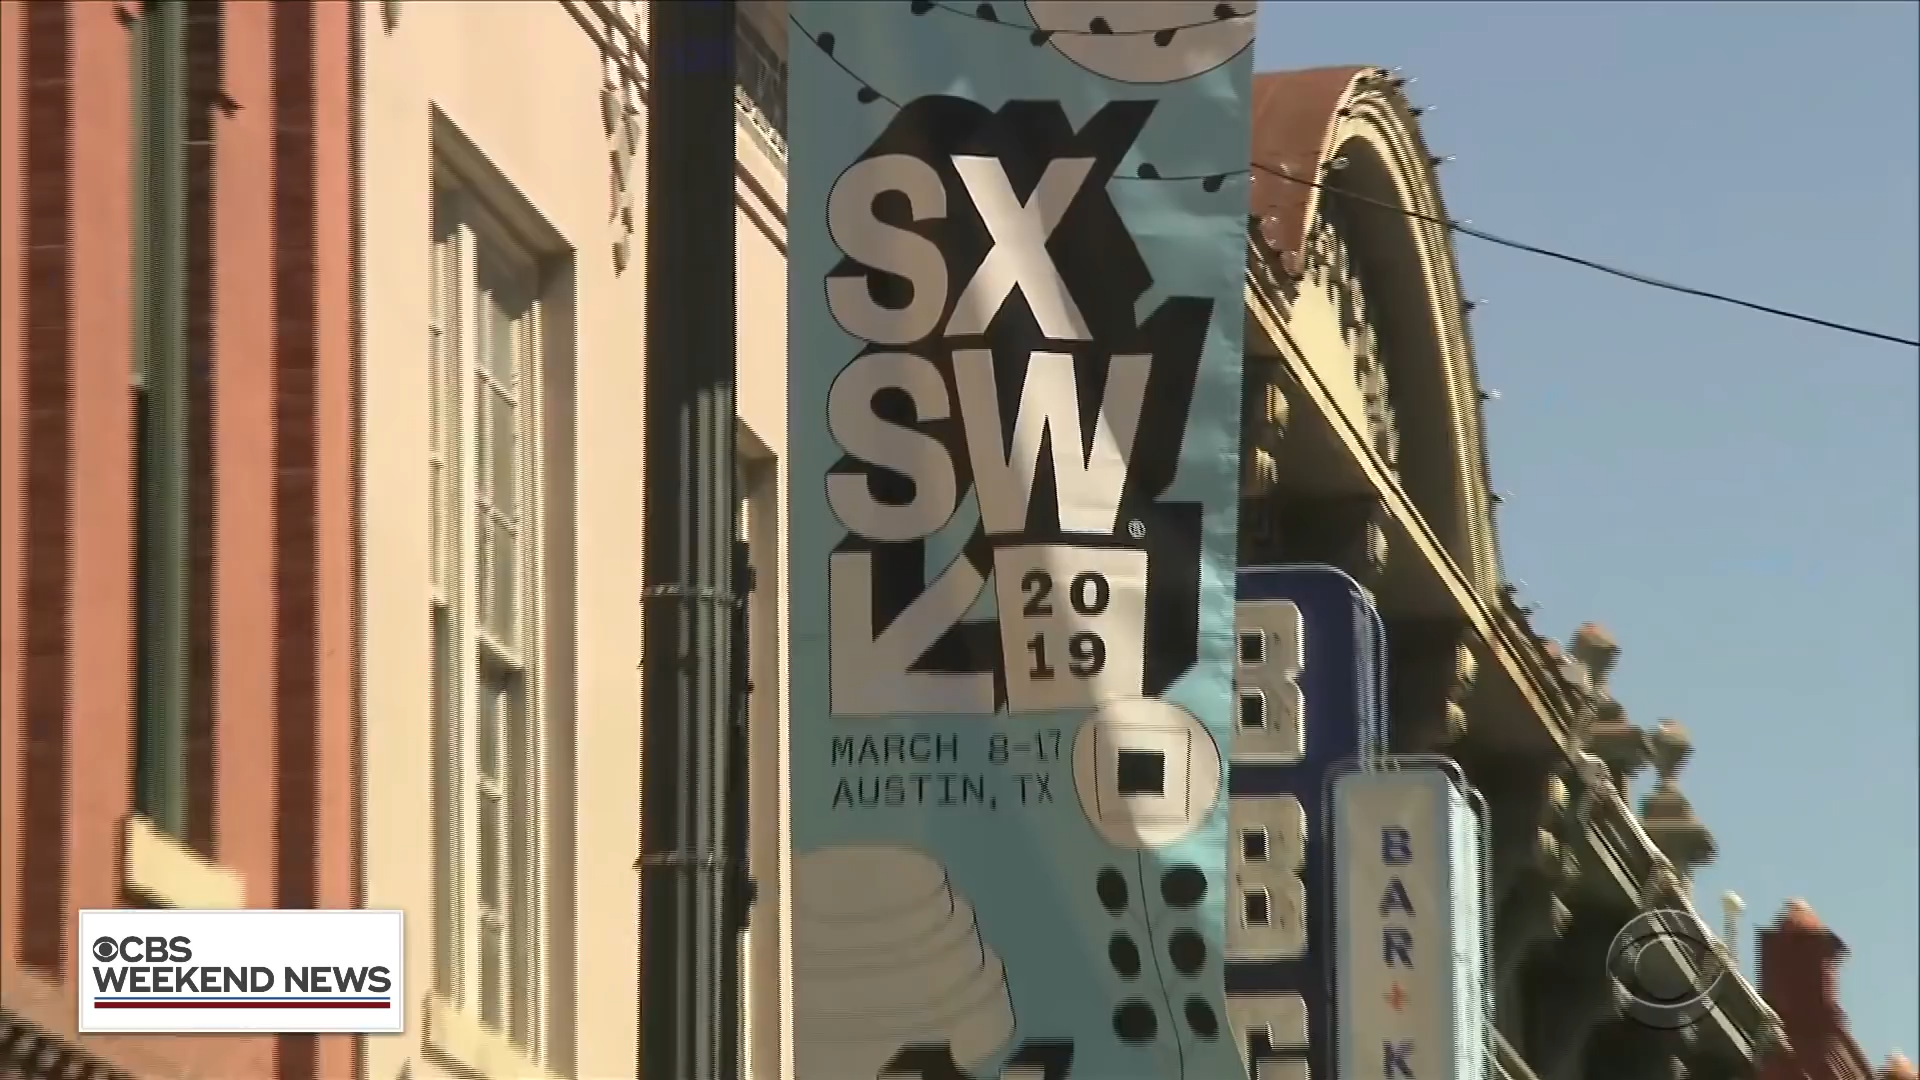 SX
SW®
20
19
MARCH 8-17
AUSTIN, TX
B
B
BAR+K
CBS
WEEKEND NEWS